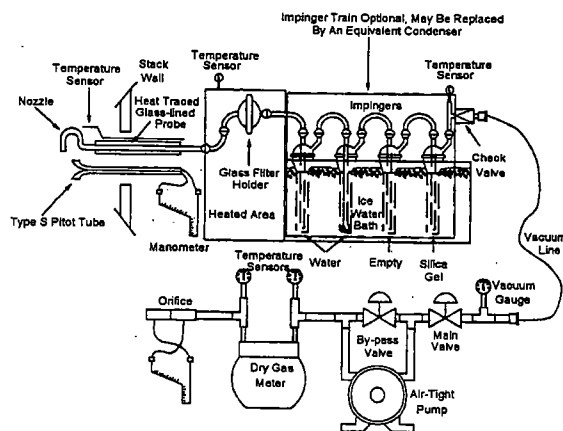 Impinger Train Optional, May Be Replaced
By An Equivalent Condenser
Temperature
Sensor
Stack
Wall
Temperature
Sensor
Temperature
Sensor
Nozzle
Heat Traced
Glass-lined
Probe
Impingers
Glass Filter
Holder
Check
Valve
Type S Pitot Tube
Heated Area
Ice
Water
Bath
Manometer
Vacuum
Line
Water
Empty
Silica
Gel
Temperature
Sensors
Vacuum
Gauge
Orifice
By-pass
Valve
Main
Valve
Dry Gas
Meter
Air-Tight
Pump